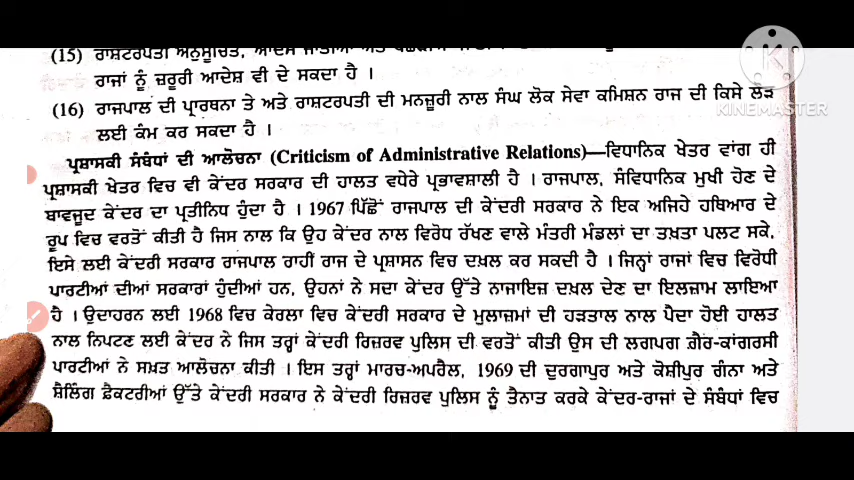 (15) ਰਾਸ਼ਟਰਪਤੀ ਅਨੁਸੂਚਿਤ, ਆਦਿਮ ਜਾਤੀਆਂ ਅਤੇ
ਰਾਜਾਂ ਨੂੰ ਜ਼ਰੂਰੀ ਆਦੇਸ਼ ਵੀ ਦੇ ਸਕਦਾ ਹੈ ।
(16) ਰਾਜਪਾਲ ਦੀ ਪ੍ਰਾਰਥਨਾ ਤੇ ਅਤੇ ਰਾਸ਼ਟਰਪਤੀ ਦੀ ਮਨਜ਼ੂਰੀ ਨਾਲ ਸੰਘ ਲੋਕ ਸੇਵਾ ਕਮਿਸ਼ਨ ਰਾਜ ਦੀ ਕਿਸੇ ਲੋੜ
ਲਈ ਕੰਮ ਕਰ ਸਕਦਾ ਹੈ ।
ਪ੍ਰਸ਼ਾਸਕੀ ਸੰਬੰਧਾਂ ਦੀ ਆਲੋਚਨਾ (Criticism of Administrative Relations)—ਵਿਧਾਨਿਕ ਖੇਤਰ ਵਾਂਗ ਹੀ
ਪ੍ਰਸ਼ਾਸਕੀ ਖੇਤਰ ਵਿਚ ਵੀ ਕੇਂਦਰ ਸਰਕਾਰ ਦੀ ਹਾਲਤ ਵਧੇਰੇ ਪ੍ਰਭਾਵਸ਼ਾਲੀ ਹੈ । ਰਾਜਪਾਲ, ਸੰਵਿਧਾਨਿਕ ਮੁਖੀ ਹੋਣ ਦੇ
ਬਾਵਜੂਦ ਕੇਂਦਰ ਦਾ ਪ੍ਰਤੀਨਿਧ ਹੁੰਦਾ ਹੈ । 1967 ਪਿੱਛੋਂ ਰਾਜਪਾਲ ਦੀ ਕੇਂਦਰੀ ਸਰਕਾਰ ਨੇ ਇਕ ਅਜਿਹੇ ਹਥਿਆਰ ਦੇ
ਰੂਪ ਵਿਚ ਵਰਤੋਂ ਕੀਤੀ ਹੈ ਜਿਸ ਨਾਲ ਕਿ ਉਹ ਕੇਂਦਰ ਨਾਲ ਵਿਰੋਧ ਰੱਖਣ ਵਾਲੇ ਮੰਤਰੀ ਮੰਡਲਾਂ ਦਾ ਤਖ਼ਤਾ ਪਲਟ ਸਕੇ.
ਇਸੇ ਲਈ ਕੇਂਦਰੀ ਸਰਕਾਰ ਰਾਜਪਾਲ ਰਾਹੀਂ ਰਾਜ ਦੇ ਪ੍ਰਸ਼ਾਸਨ ਵਿਚ ਦਖ਼ਲ ਕਰ ਸਕਦੀ ਹੈ । ਜਿਨ੍ਹਾਂ ਰਾਜਾਂ ਵਿਚ ਵਿਰੋਧੀ
ਪਾਰਟੀਆਂ ਦੀਆਂ ਸਰਕਾਰਾਂ ਹੁੰਦੀਆਂ ਹਨ, ਉਹਨਾਂ ਨੇ ਸਦਾ ਕੇਂਦਰ ਉੱਤੇ ਨਾਜਾਇਜ਼ ਦਖ਼ਲ ਦੇਣ ਦਾ ਇਲਜ਼ਾਮ ਲਾਇਆ
ਹੈ । ਉਦਾਹਰਨ ਲਈ 1968 ਵਿਚ ਕੇਰਲਾ ਵਿਚ ਕੇਂਦਰੀ ਸਰਕਾਰ ਦੇ ਮੁਲਾਜ਼ਮਾਂ ਦੀ ਹੜਤਾਲ ਨਾਲ ਪੈਦਾ ਹੋਈ ਹਾਲਤ
ਨਾਲ ਨਿਪਟਣ ਲਈ ਕੇਂਦਰ ਨੇ ਜਿਸ ਤਰ੍ਹਾਂ ਕੇਂਦਰੀ ਰਿਜ਼ਰਵ ਪੁਲਿਸ ਦੀ ਵਰਤੋਂ ਕੀਤੀ ਉਸ ਦੀ ਲਗਪਗ ਗ਼ੈਰ-ਕਾਂਗਰਸੀ
ਪਾਰਟੀਆਂ ਨੇ ਸਖ਼ਤ ਆਲੋਚਨਾ ਕੀਤੀ । ਇਸ ਤਰ੍ਹਾਂ ਮਾਰਚ-ਅਪਰੈਲ, 1969 ਦੀ ਦੁਰਗਾਪੁਰ ਅਤੇ ਕੋਸ਼ੀਪੁਰ ਗੰਨਾ ਅਤੇ
ਸ਼ੈਲਿੰਗ ਫ਼ੈਕਟਰੀਆਂ ਉੱਤੇ ਕੇਂਦਰੀ ਸਰਕਾਰ ਨੇ ਕੇਂਦਰੀ ਰਿਜ਼ਰਵ ਪੁਲਿਸ ਨੂੰ ਤੈਨਾਤ ਕਰਕੇ ਕੇਂਦਰ-ਰਾਜਾਂ ਦੇ ਸੰਬੰਧਾਂ ਵਿਚ
KINEMASTER